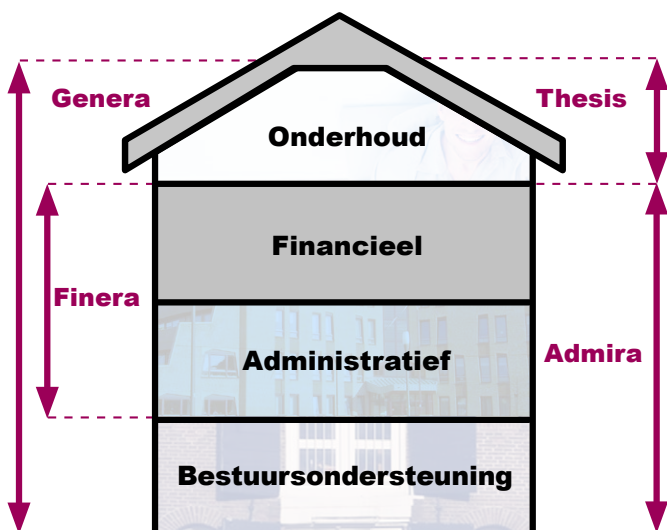 Genera
Thesis
Onderhoud
Financieel
Finera
Administratief
Admira
Bestuursondersteuning